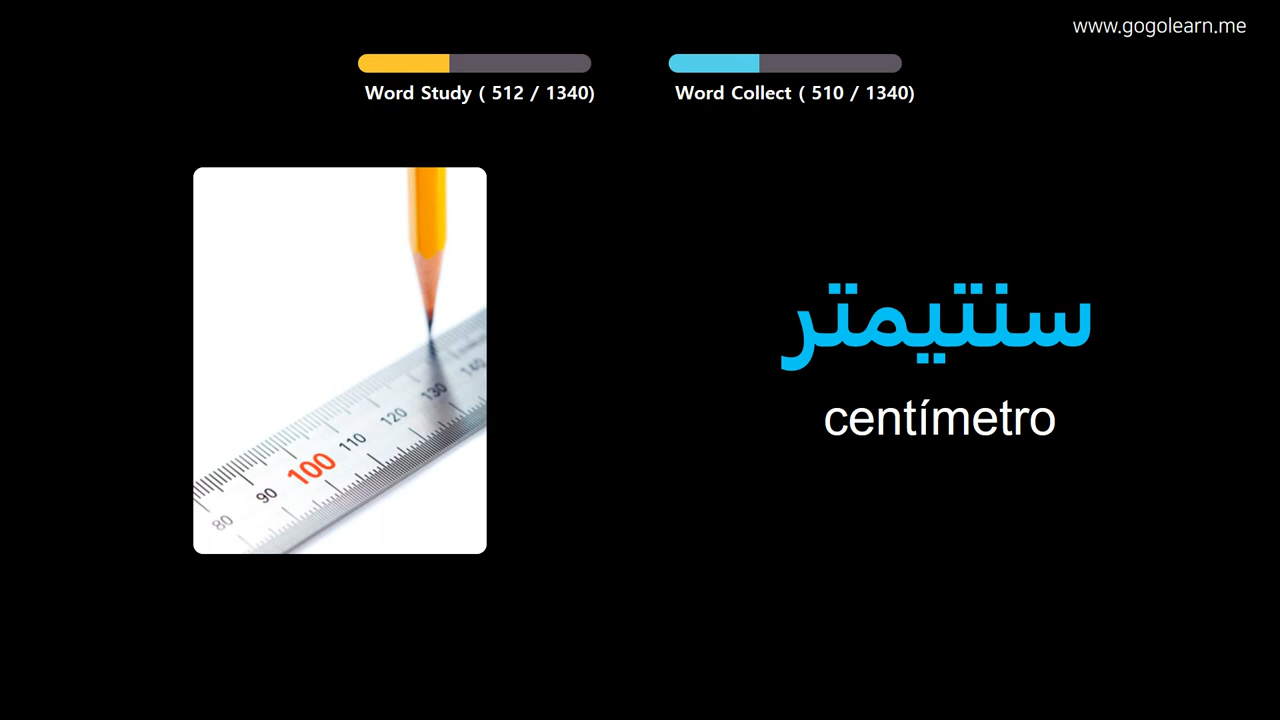 www.gogolearn.me
Word Study ( 512 / 1340)
Word Collect ( 510 / 1340)
سنتيمتر
centímetro
80 90 100 110 120 130 140